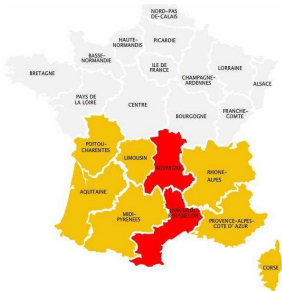 NORD-PAS
DE-CALAIS
HAUTE-
NORMANDIS
PICARDIE
BASSE-
NORMANDIE
ILE DE
FRANCE
LORRAINE
BRETAGNE
CHAMPAGNE-
ARDENNES
ALSACE
PAYS DE
LA LOIRE
CENTRE
BOURGOGNE
FRANCHE-
COMTE
POITOU-
CHARENTES
LIMOUSIN
AUVERGNE
RHONE-
ALPES
AQUITAINE
MIDI-
PYRENEES
LANGUEDOC
ROUSSILLON
PROVENCE-ALPES-
COTE D' AZUR
CORSE